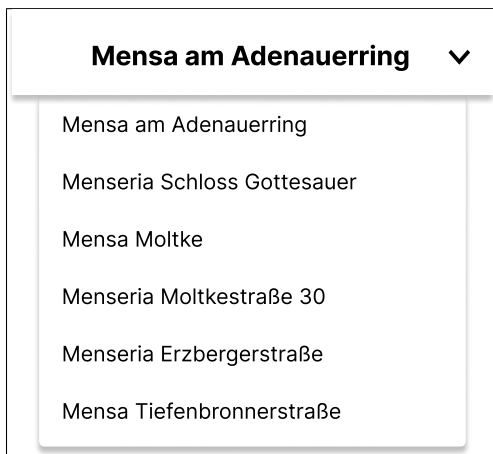 Mensa am Adenauerring
Mensa am Adenauerring
Menseria Schloss Gottesauer
Mensa Moltke
Menseria Moltkestraße 30
Menseria Erzbergerstraße
Mensa Tiefenbronnerstraße